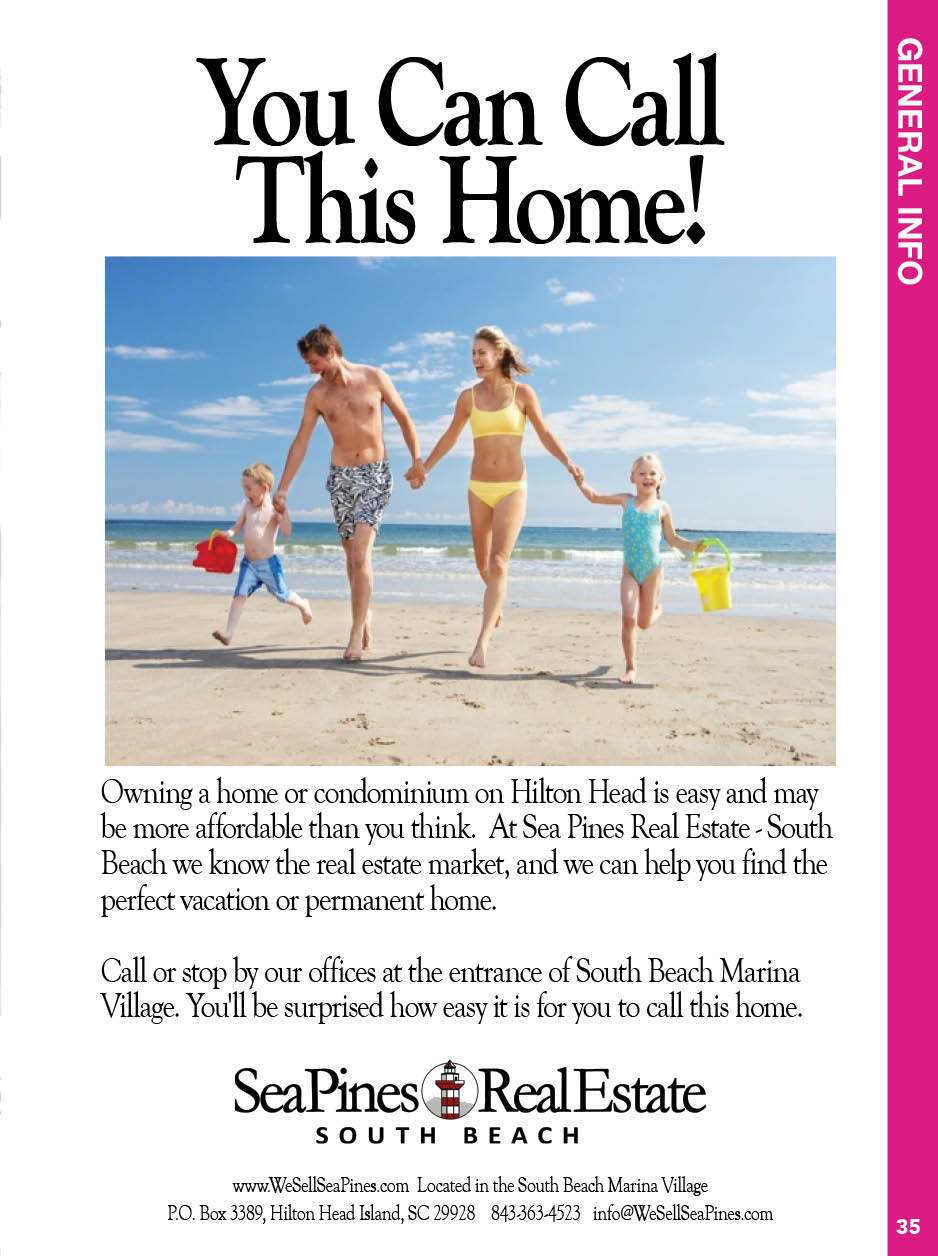 You Can Call
This Home!
GENERAL INFO
Owning a home or condominium on Hilton Head is easy and may
be more affordable than you think.  At Sea Pines Real Estate - South
Beach we know the real estate market, and we can help you find the
perfect vacation or permanent home.
Call or stop by our offices at the entrance of South Beach Marina
Village. You'll be surprised how easy it is for you to call this home.
Sea Pines Real Estate
SOUTH BEACH
www.WeSellSeaPines.com  Located in the South Beach Marina Village
P.O. Box 3389, Hilton Head Island, SC 29928    843-363-4523   info@WeSellSeaPines.com
35